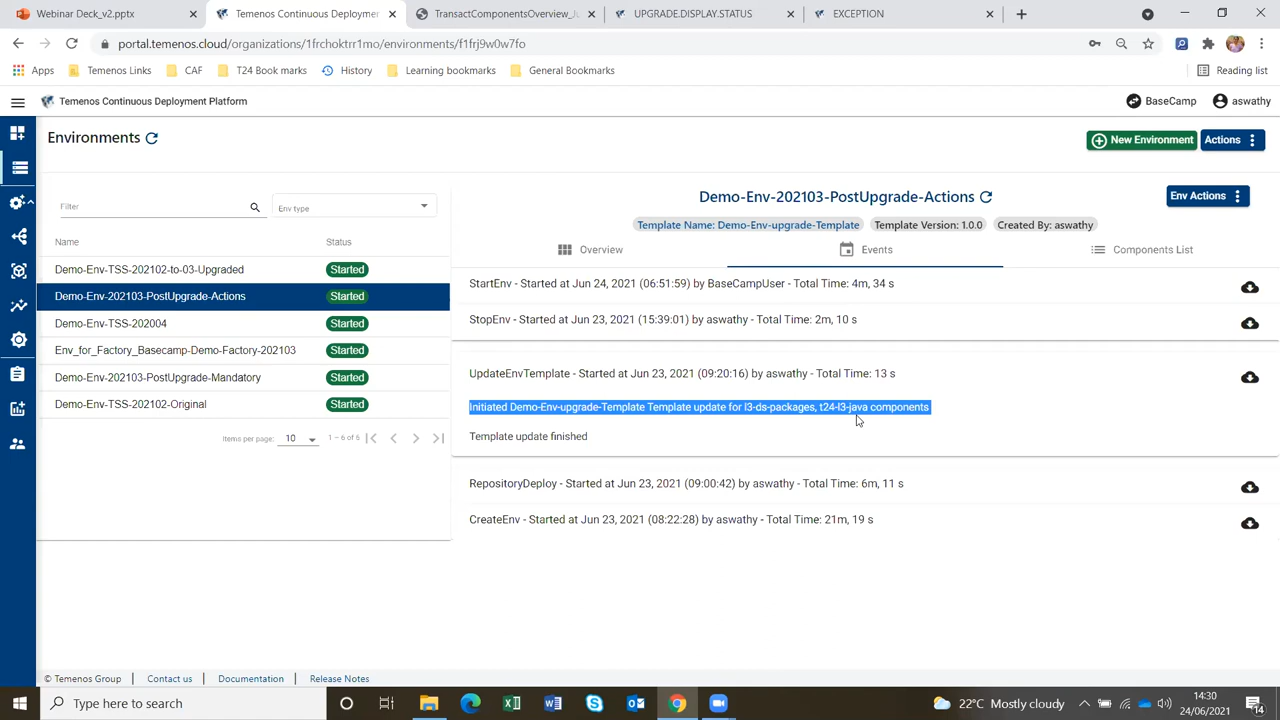 Webinar Deck_v2.pptx
Temenos Continuous Deploymen
TransactComponentsOverview_Ju
UPGRADE.DISPLAY.STATUS
EXCEPTION
portal.temenos.cloud/organizations/1frchoktrr1mo/environments/f1frj9w0w7fo
Apps
Temenos Links
CAF
T24 Book marks
History
Learning bookmarks
General Bookmarks
Reading list
Temenos Continuous Deployment Platform
BaseCamp
aswathy
Environments
New Environment
Actions
Filter
Env type
Name
Status
Demo-Env-TSS-202102-to-03-Upgraded
Started
Demo-Env-202103-PostUpgrade-Actions
Started
Demo-Env-TSS-202004
Started
Env_for_Factory_Basecamp-Demo-Factory-202103
Started
Demo-Env-202103-PostUpgrade-Mandatory
Started
Demo-Env-TSS-202102-Original
Started
Items per page:
10
1 – 6 of 6
Demo-Env-202103-PostUpgrade-Actions
Env Actions
Template Name: Demo-Env-upgrade-Template
Template Version: 1.0.0
Created By: aswathy
Overview
Events
Components List
StartEnv - Started at Jun 24, 2021 (06:51:59) by BaseCampUser - Total Time: 4m, 34 s
StopEnv - Started at Jun 23, 2021 (15:39:01) by aswathy - Total Time: 2m, 10 s
UpdateEnvTemplate - Started at Jun 23, 2021 (09:20:16) by aswathy - Total Time: 13 s
Initiated Demo-Env-upgrade-Template Template update for l3-ds-packages, t24-l3-java components
Template update finished
RepositoryDeploy - Started at Jun 23, 2021 (09:00:42) by aswathy - Total Time: 6m, 11 s
CreateEnv - Started at Jun 23, 2021 (08:22:28) by aswathy - Total Time: 21m, 19 s
© Temenos Group
Contact us
Documentation
Release Notes
Type here to search
22°C Mostly cloudy
14:30
24/06/2021
14